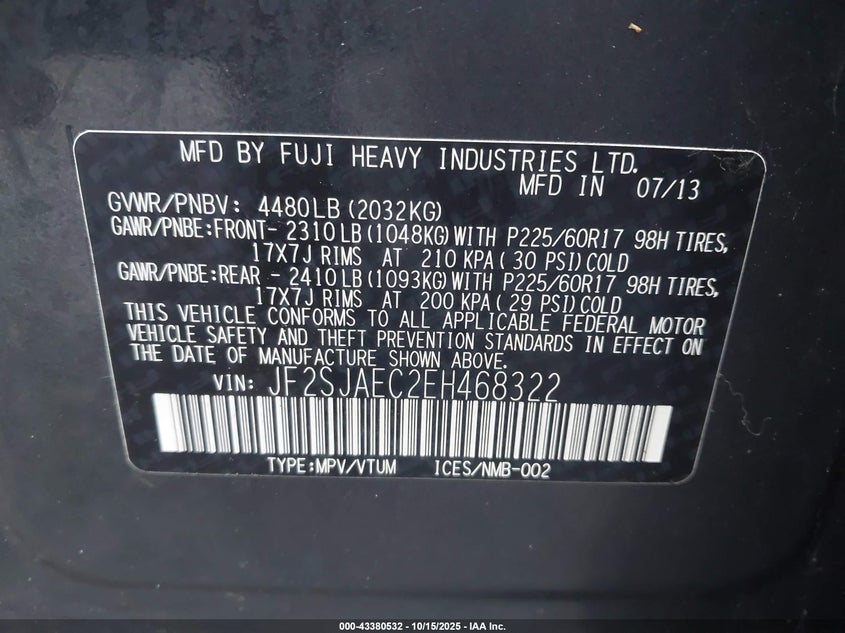 MFD BY FUJI HEAVY INDUSTRIES LTD.
MFD IN 07/13
GVWR/PNBV: 4480LB (2032KG)
GAWR/PNBE:FRONT- 2310LB (1048KG) WITH P225/60R17 98H TIRES,
17X7J RIMS AT 210 KPA ( 30 PSI) COLD
GAWR/PNBE:REAR - 2410LB (1093KG) WITH P225/60R17 98H TIRES,
17X7J RIMS AT 200 KPA ( 29 PSI) COLD
THIS VEHICLE CONFORMS TO ALL APPLICABLE FEDERAL MOTOR
VEHICLE SAFETY AND THEFT PREVENTION STANDARDS IN EFFECT ON
THE DATE OF MANUFACTURE SHOWN ABOVE.
VIN: JF2SJAEC2EH468322
TYPE:MPV/VTUM ICES/NMB-002
000-43380532 - 10/15/2025 - IAA Inc.